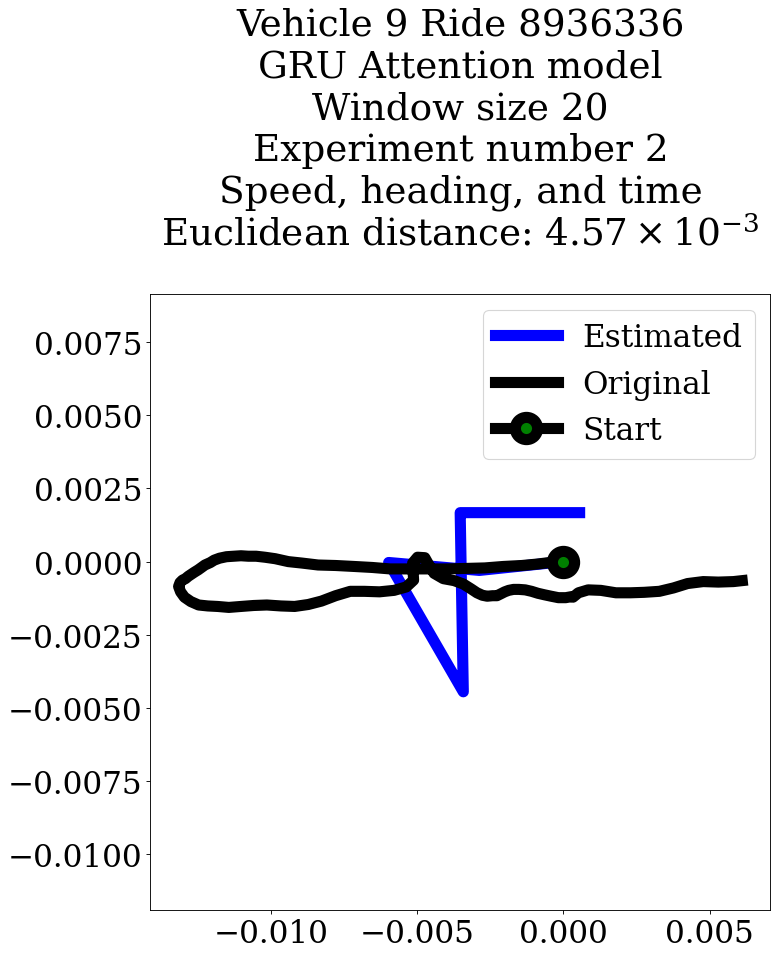 Vehicle 9 Ride 8936336
GRU Attention model
Window size 20
Experiment number 2
Speed, heading, and time
Euclidean distance: 4.57 × 10⁻³
Estimated
Original
Start
0.0075
0.0050
0.0025
0.0000
−0.0025
−0.0050
−0.0075
−0.0100
−0.010 −0.005 0.000 0.005